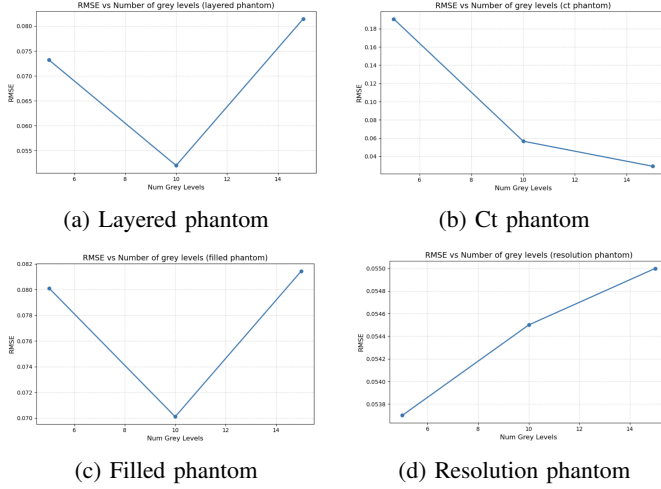 RMSE vs Number of grey levels (layered phantom)
0.080
0.075
0.070
0.065
0.060
0.055
RMSE
6 8 10 12 14
Num Grey Levels
(a) Layered phantom
RMSE vs Number of grey levels (ct phantom)
0.18
0.16
0.14
0.12
0.10
0.08
0.06
0.04
RMSE
6 8 10 12 14
Num Grey Levels
(b) Ct phantom
RMSE vs Number of grey levels (filled phantom)
0.082
0.080
0.078
0.076
0.074
0.072
0.070
RMSE
6 8 10 12 14
Num Grey Levels
(c) Filled phantom
RMSE vs Number of grey levels (resolution phantom)
0.0550
0.0548
0.0546
0.0544
0.0542
0.0540
0.0538
RMSE
6 8 10 12 14
Num Grey Levels
(d) Resolution phantom